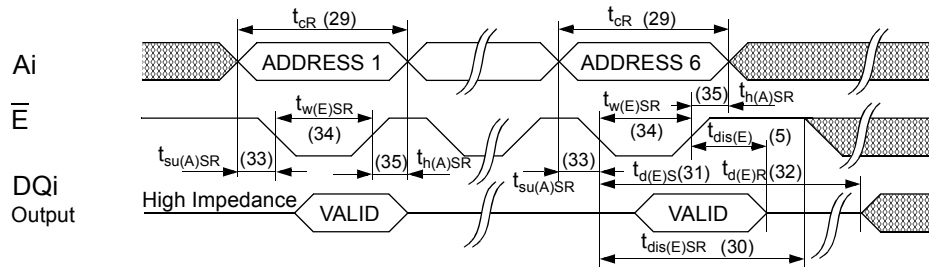 t_cR (29) t_cR (29)
Ai ADDRESS 1 ADDRESS 6
E̅ t_w(E)SR t_w(E)SR (35) t_h(A)SR
(34) (34) t_dis(E) (5)
t_su(A)SR (33) (35) t_h(A)SR (33) t_su(A)SR t_d(E)S (31) t_d(E)R (32)
DQi
Output High Impedance VALID VALID
t_dis(E)SR (30)